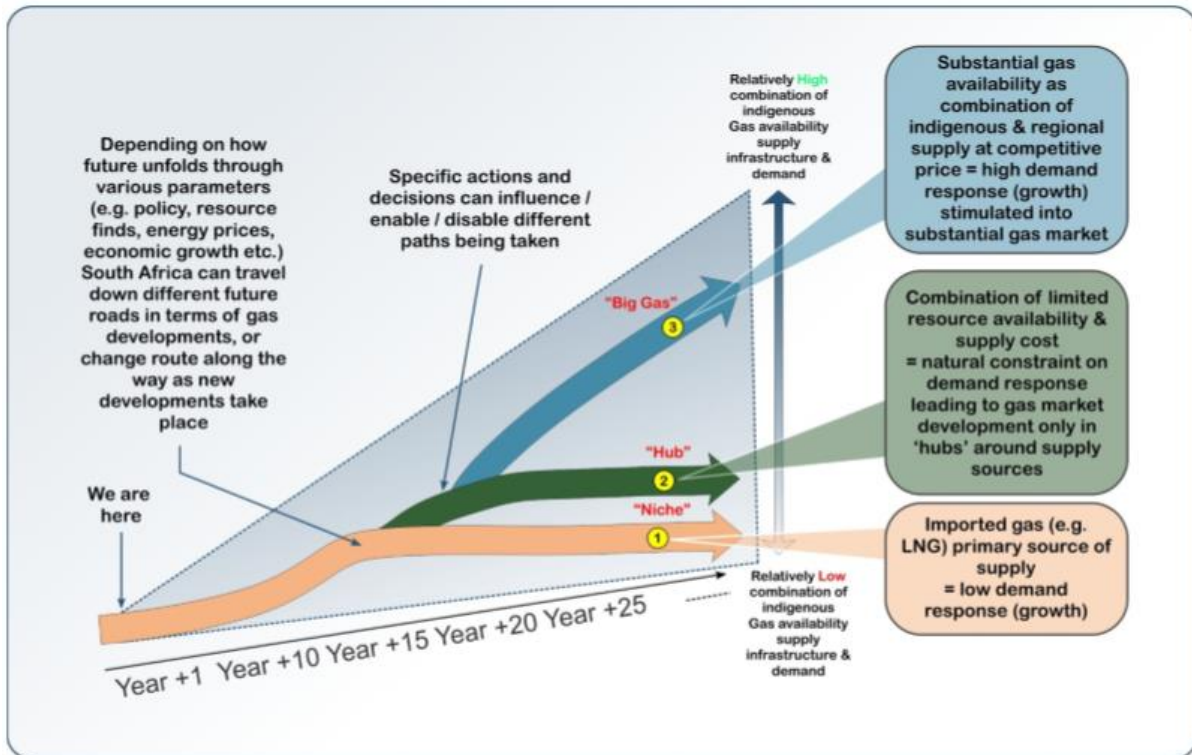 Depending on how
future unfolds through
various parameters
(e.g. policy, resource
finds, energy prices,
economic growth etc.)
South Africa can travel
down different future
roads in terms of gas
developments, or
change route along the
way as new
developments take
place
We are
here
Specific actions and
decisions can influence /
enable / disable different
paths being taken
"Big Gas"
3
"Hub"
2
"Niche"
1
Relatively High
combination of
indigenous
Gas availability
supply
infrastructure &
demand
Relatively Low
combination of
indigenous
Gas availability
supply
infrastructure &
demand
Year +1 Year +10 Year +15 Year +20 Year +25
Substantial gas
availability as
combination of
indigenous & regional
supply at competitive
price = high demand
response (growth)
stimulated into
substantial gas market
Combination of limited
resource availability &
supply cost
= natural constraint on
demand response
leading to gas market
development only in
'hubs' around supply
sources
Imported gas (e.g.
LNG) primary source of
supply
= low demand
response (growth)